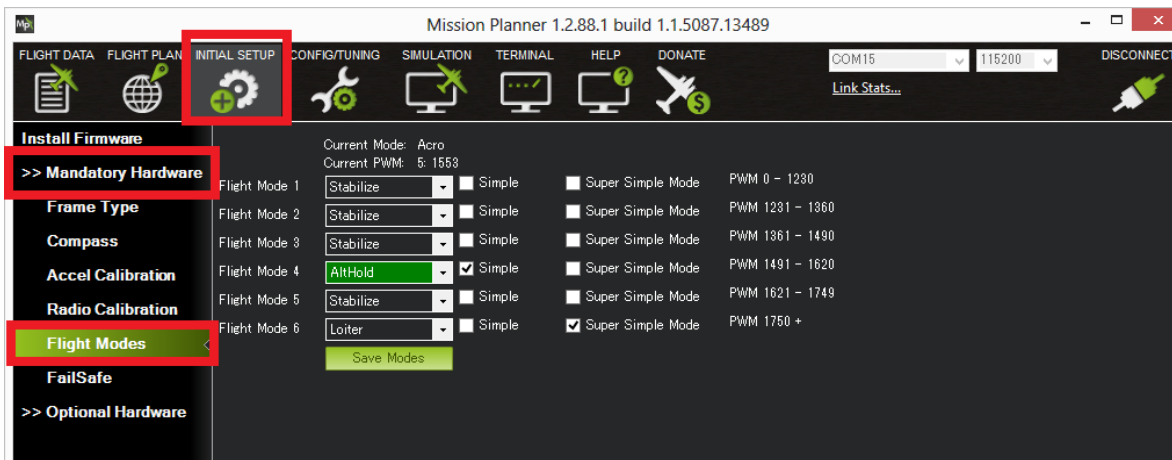 Mp
Mission Planner 1.2.88.1 build 1.1.5087.13489
FLIGHT DATA FLIGHT PLAN INITIAL SETUP CONFIG/TUNING SIMULATION TERMINAL HELP DONATE COM15 115200 DISCONNECT
Link Stats...
Install Firmware
>> Mandatory Hardware
Frame Type
Compass
Accel Calibration
Radio Calibration
Flight Modes
FailSafe
>> Optional Hardware
Current Mode: Acro
Current PWM: 5: 1553
Flight Mode 1 Stabilize Simple Super Simple Mode PWM 0 - 1230
Flight Mode 2 Stabilize Simple Super Simple Mode PWM 1231 - 1360
Flight Mode 3 Stabilize Simple Super Simple Mode PWM 1361 - 1490
Flight Mode 4 AltHold Simple Super Simple Mode PWM 1491 - 1620
Flight Mode 5 Stabilize Simple Super Simple Mode PWM 1621 - 1749
Flight Mode 6 Loiter Simple Super Simple Mode PWM 1750 +
Save Modes